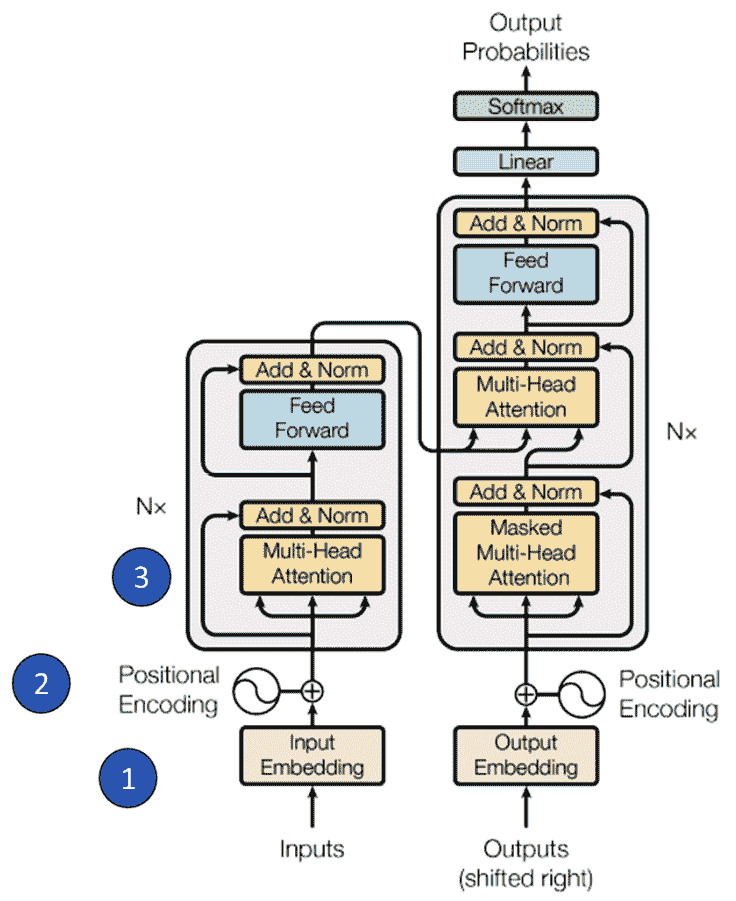 Output
Probabilities
Softmax
Linear
Add & Norm
Feed
Forward
Add & Norm
Multi-Head
Attention
Add & Norm
Masked
Multi-Head
Attention
Nx
Add & Norm
Feed
Forward
Add & Norm
Multi-Head
Attention
Nx
3
2
Positional
Encoding
Positional
Encoding
1
Input
Embedding
Output
Embedding
Inputs
Outputs
(shifted right)